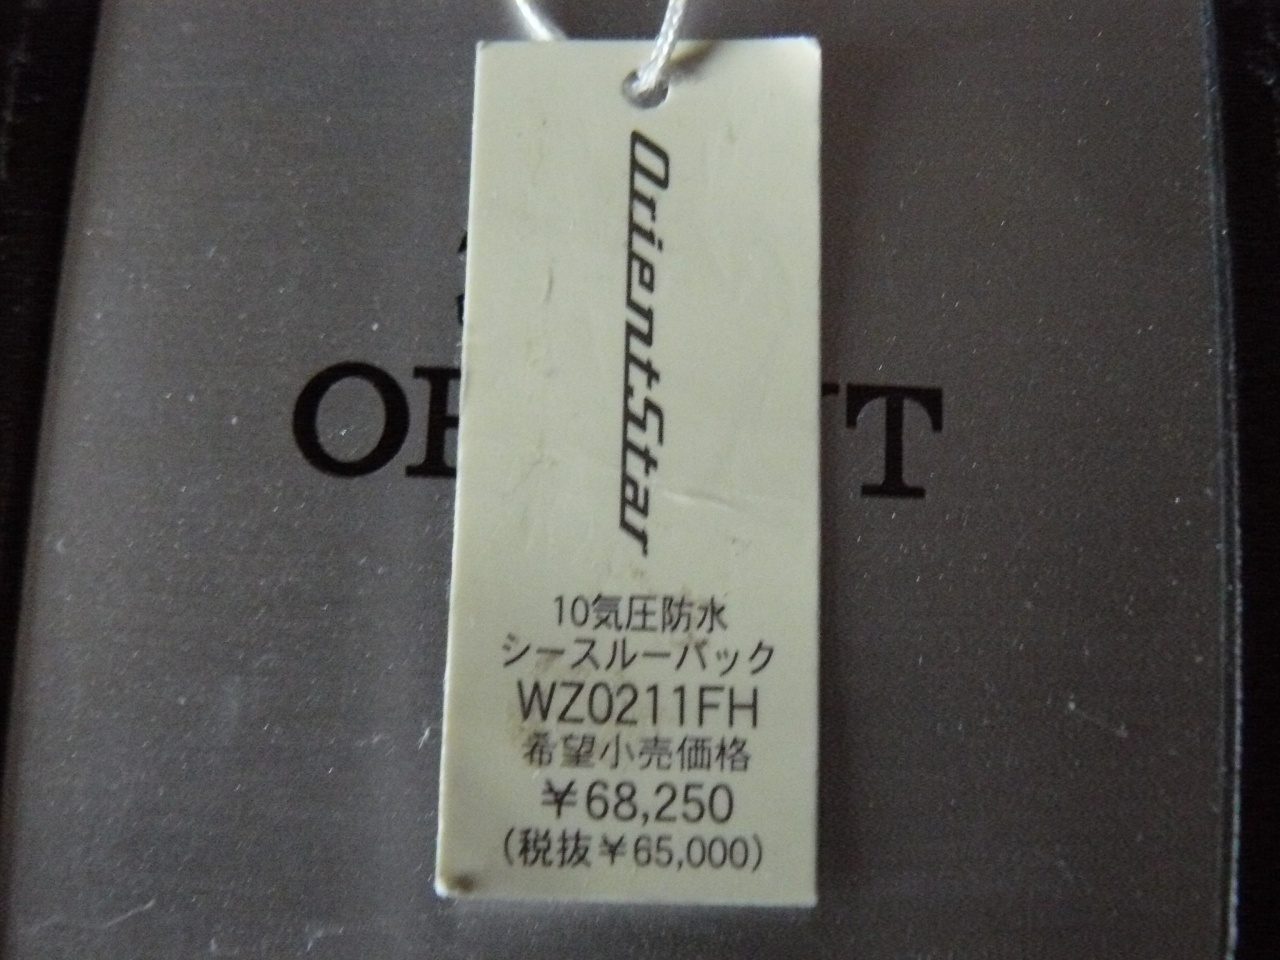 OrientStar
10気圧防水
シースルーバック
WZ0211FH
希望小売価格
￥68,250
(税抜￥65,000)